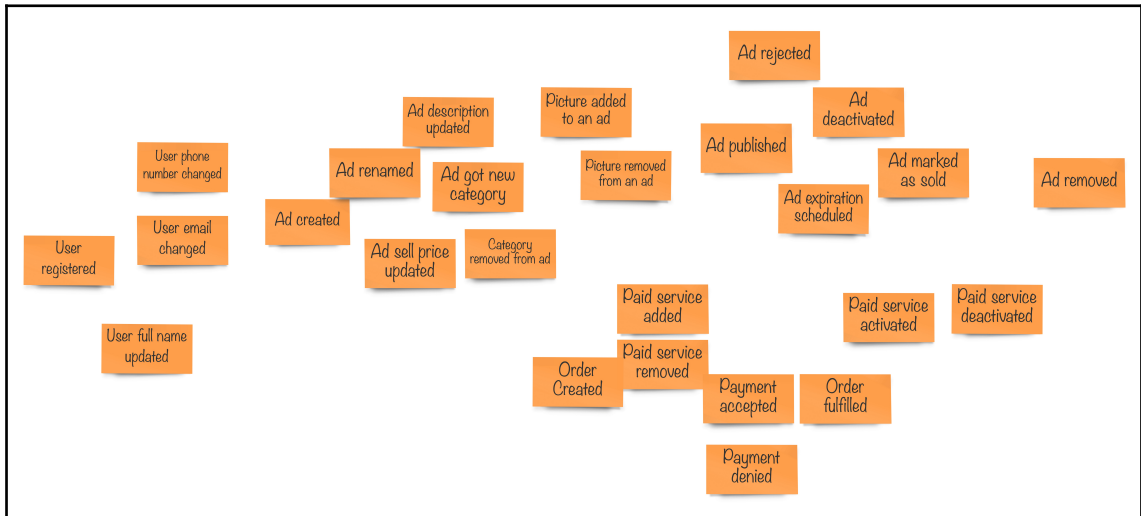 Ad rejected
Ad description
updated
Picture added
to an ad
Ad
deactivated
User phone
number changed
Ad renamed
Ad got new
category
Picture removed
from an ad
Ad published
Ad marked
as sold
Ad removed
Ad expiration
scheduled
Ad created
User email
changed
User
registered
Ad sell price
updated
Category
removed from ad
User full name
updated
Paid service
added
Paid service
activated
Paid service
deactivated
Paid service
removed
Order
Created
Payment
accepted
Order
fulfilled
Payment
denied